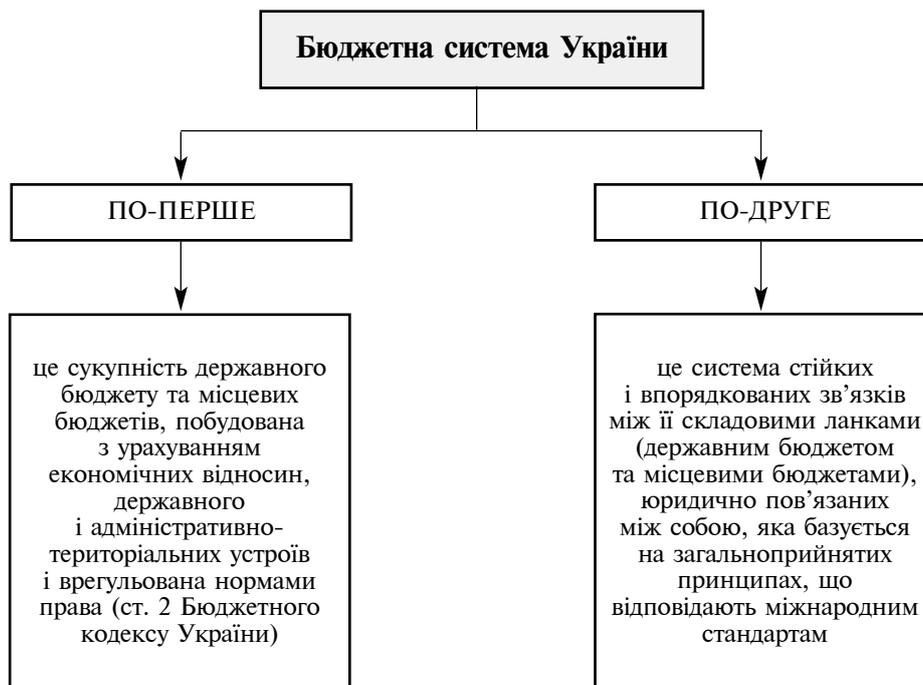 Бюджетна система України
ПО-ПЕРШЕ
ПО-ДРУГЕ
це сукупність державного
бюджету та місцевих
бюджетів, побудована
з урахуванням
економічних відносин,
державного
і адміністративно-
територіальних устроїв
і врегульована нормами
права (ст. 2 Бюджетного
кодексу України)
це система стійких
і впорядкованих зв’язків
між її складовими ланками
(державним бюджетом
та місцевими бюджетами),
юридично пов’язаних
між собою, яка базується
на загальноприйнятих
принципах, що
відповідають міжнародним
стандартам